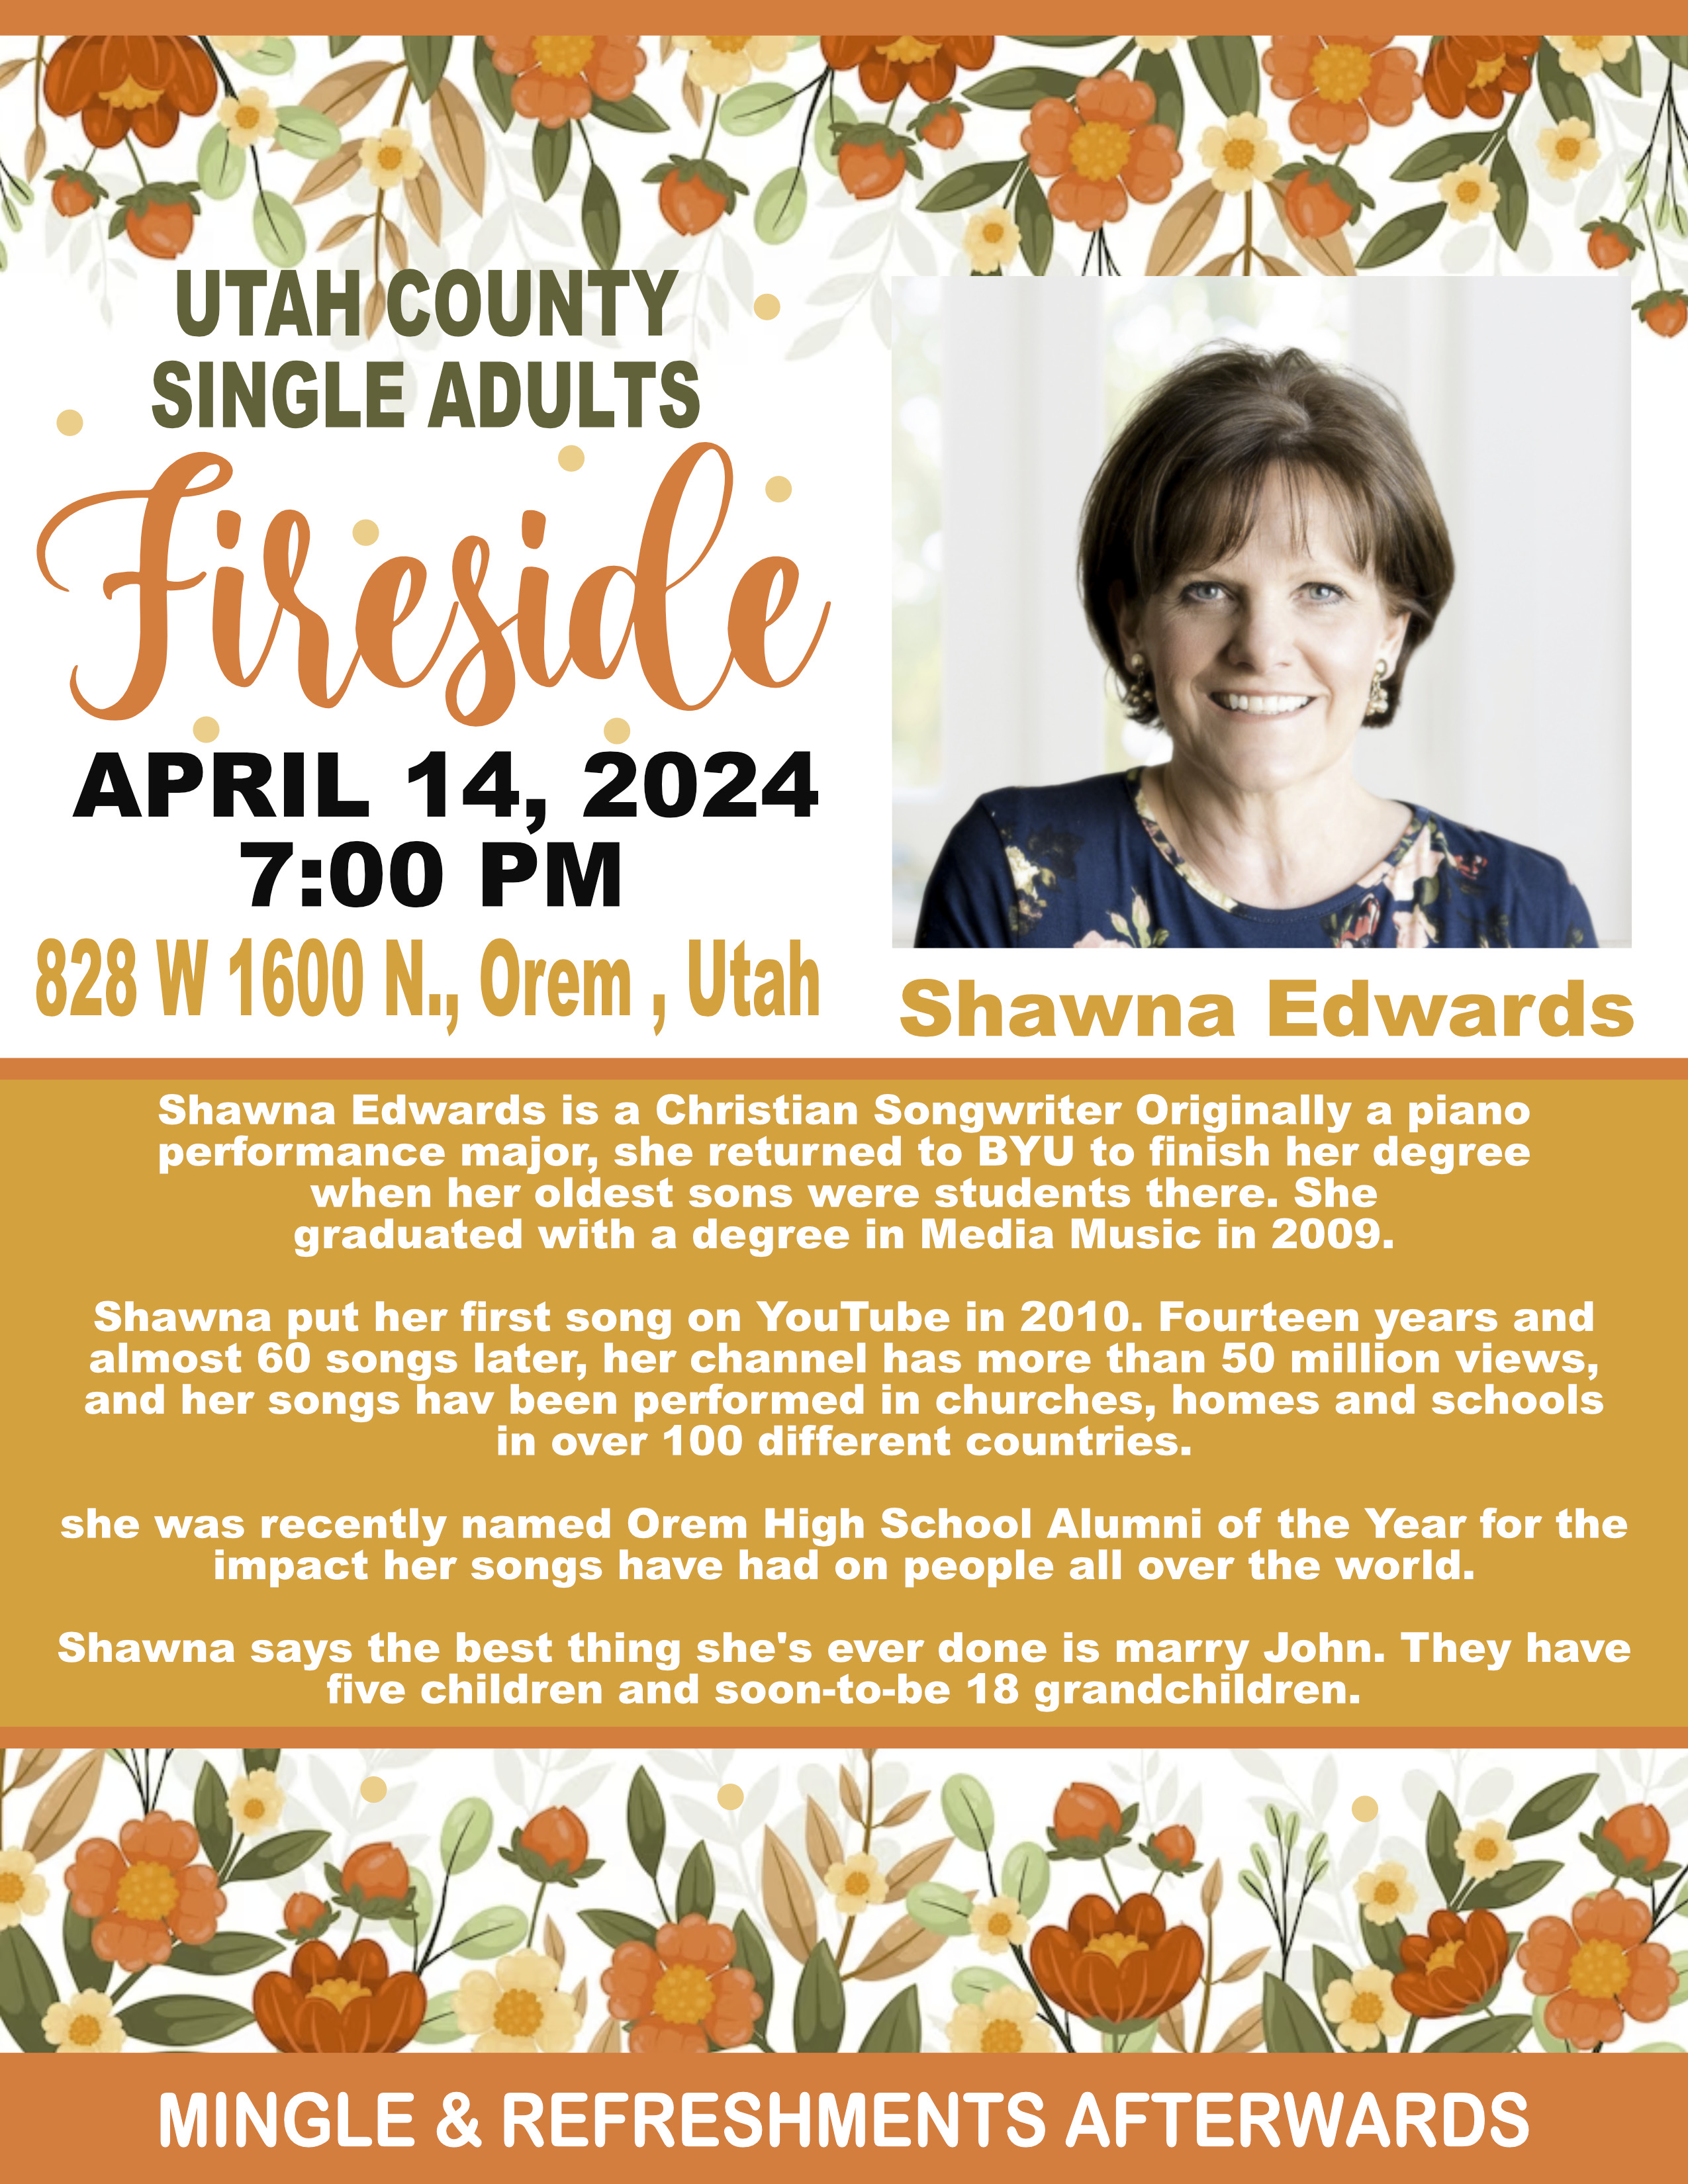 UTAH COUNTY
SINGLE ADULTS
Fireside
APRIL 14, 2024
7:00 PM
828 W 1600 N., Orem , Utah
Shawna Edwards
Shawna Edwards is a Christian Songwriter Originally a piano
performance major, she returned to BYU to finish her degree
when her oldest sons were students there. She
graduated with a degree in Media Music in 2009.
Shawna put her first song on YouTube in 2010. Fourteen years and
almost 60 songs later, her channel has more than 50 million views,
and her songs hav been performed in churches, homes and schools
in over 100 different countries.
she was recently named Orem High School Alumni of the Year for the
impact her songs have had on people all over the world.
Shawna says the best thing she's ever done is marry John. They have
five children and soon-to-be 18 grandchildren.
MINGLE & REFRESHMENTS AFTERWARDS